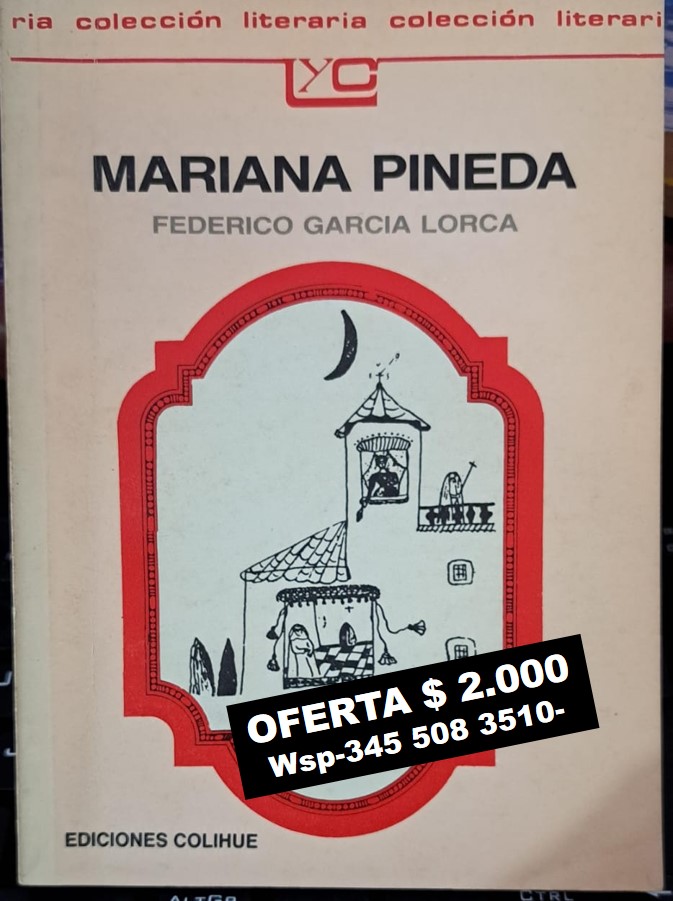 ria colección literaria colección literari
LYC
MARIANA PINEDA
FEDERICO GARCIA LORCA
OFERTA $ 2.000
Wsp-345 508 3510-
EDICIONES COLIHUE
ALTGR
CTRL